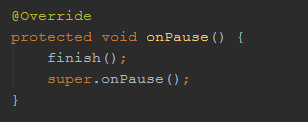 @Override
protected void onPause() {
    finish();
    super.onPause();
}